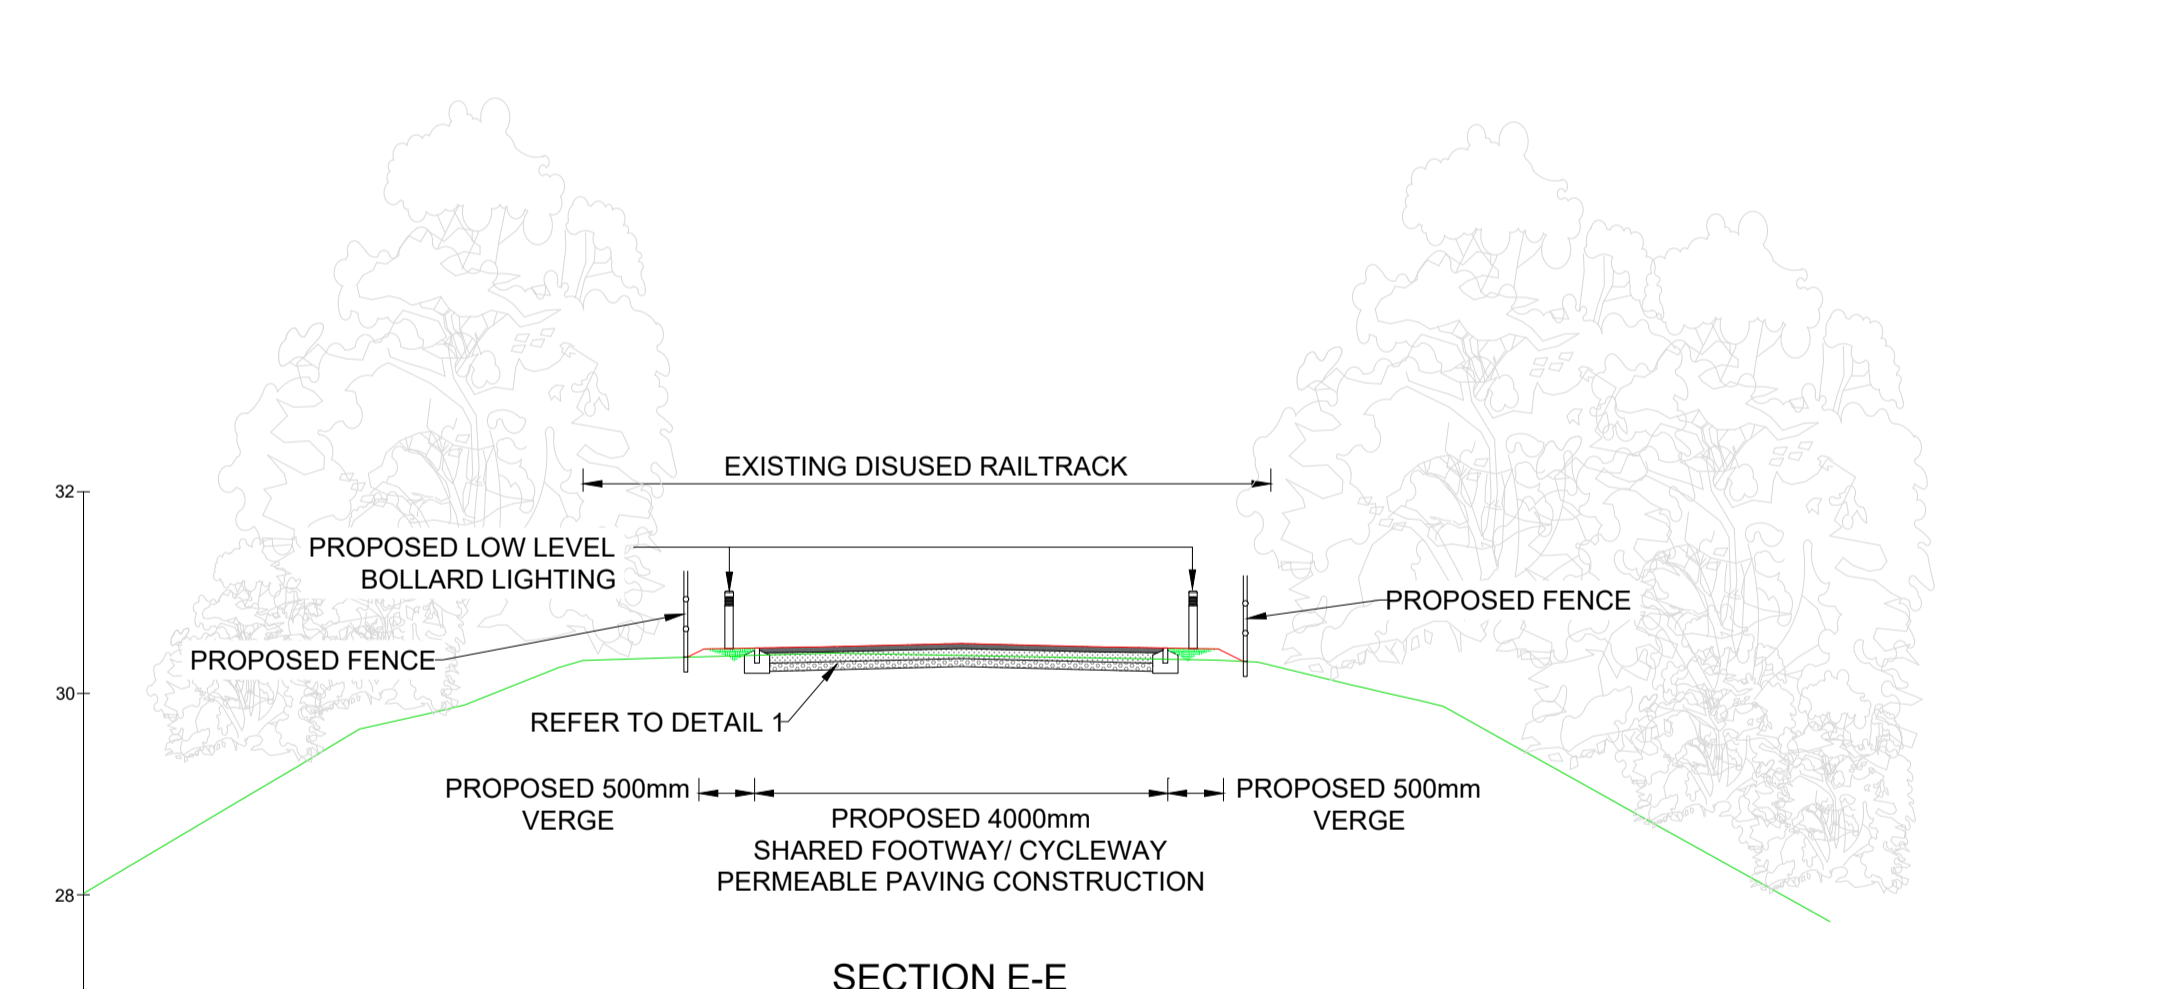 EXISTING DISUSED RAILTRACK
32
PROPOSED LOW LEVEL
BOLLARD LIGHTING
PROPOSED FENCE
PROPOSED FENCE
30
REFER TO DETAIL 1
PROPOSED 500mm
VERGE
PROPOSED 4000mm
SHARED FOOTWAY/ CYCLEWAY
PERMEABLE PAVING CONSTRUCTION
PROPOSED 500mm
VERGE
28
SECTION E-E